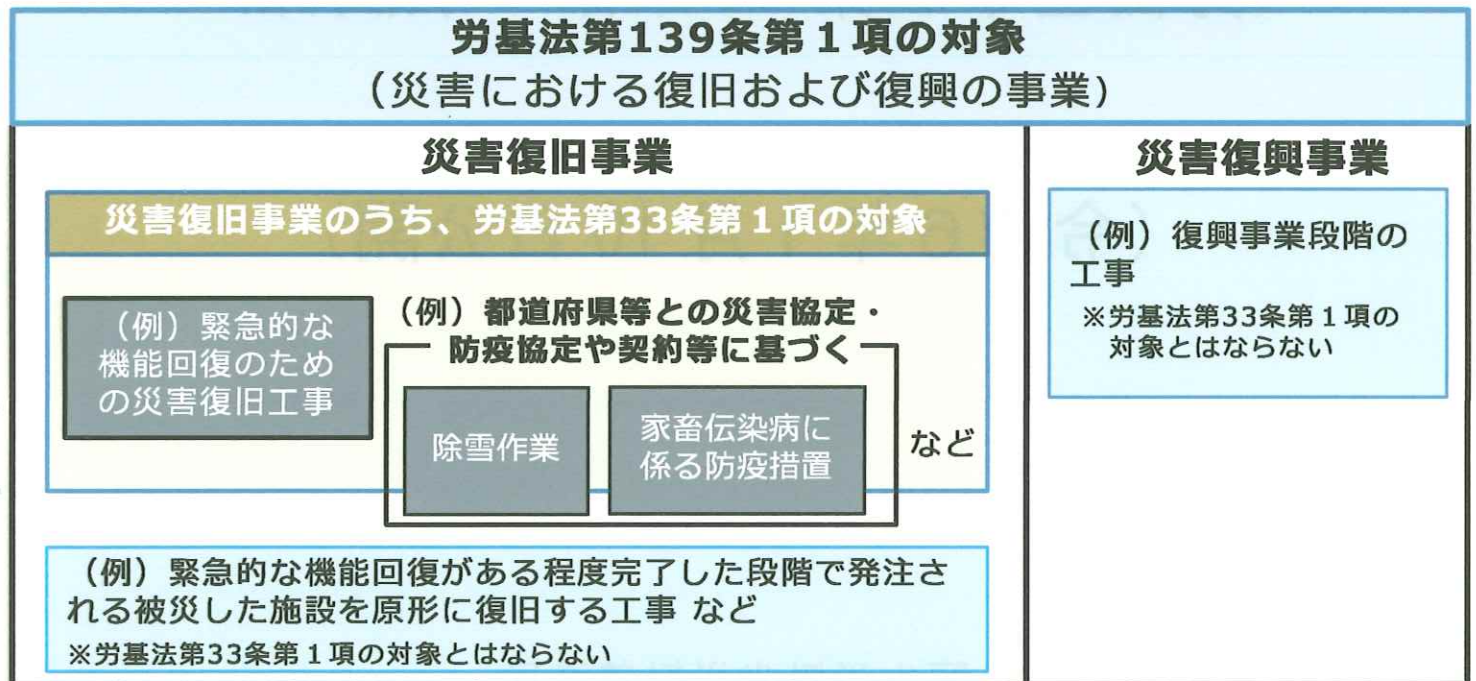 労基法第139条第１項の対象
（災害における復旧および復興の事業）
災害復旧事業
災害復旧事業のうち、労基法第33条第１項の対象
（例）緊急的な
機能回復のため
の災害復旧工事
（例）都道府県等との災害協定・
防疫協定や契約等に基づく
除雪作業
家畜伝染病に
係る防疫措置
など
（例）緊急的な機能回復がある程度完了した段階で発注さ
れる被災した施設を原形に復旧する工事 など
※労基法第33条第１項の対象とはならない
災害復興事業
（例）復興事業段階の
工事
※労基法第33条第１項の
対象とはならない